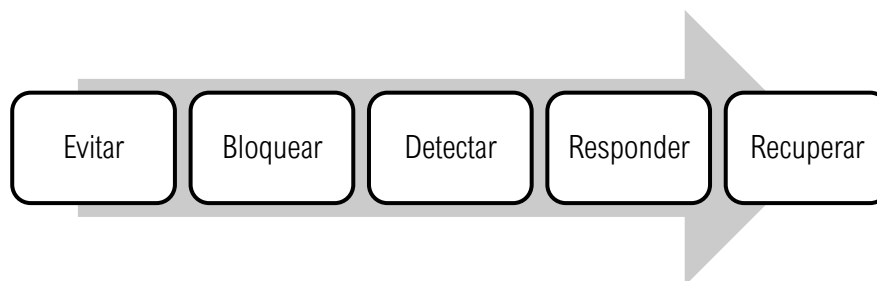 Evitar
Bloquear
Detectar
Responder
Recuperar